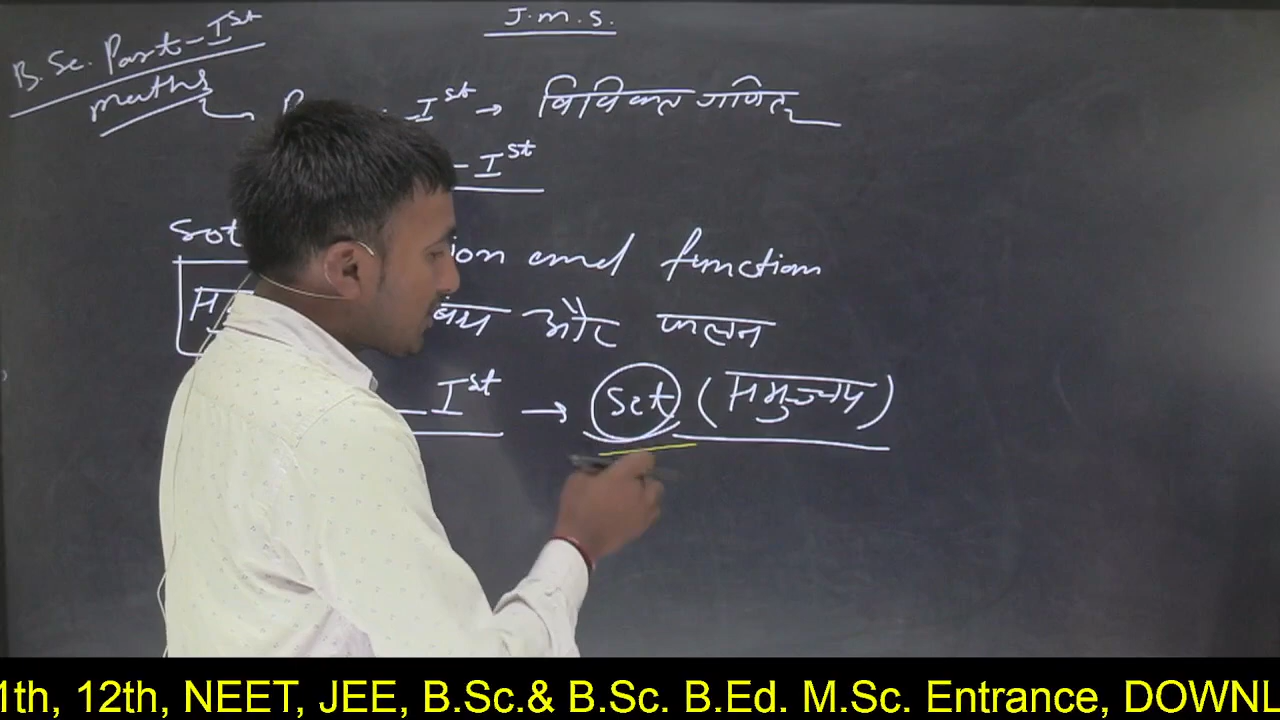 J.M.S.
B.Sc. Part-Ist
maths
Ist → विविक्त गणित
- Ist
ion and function
और फलन
Ist → Set (समुच्चय)
1th, 12th, NEET, JEE, B.Sc.& B.Sc. B.Ed. M.Sc. Entrance, DOWNL